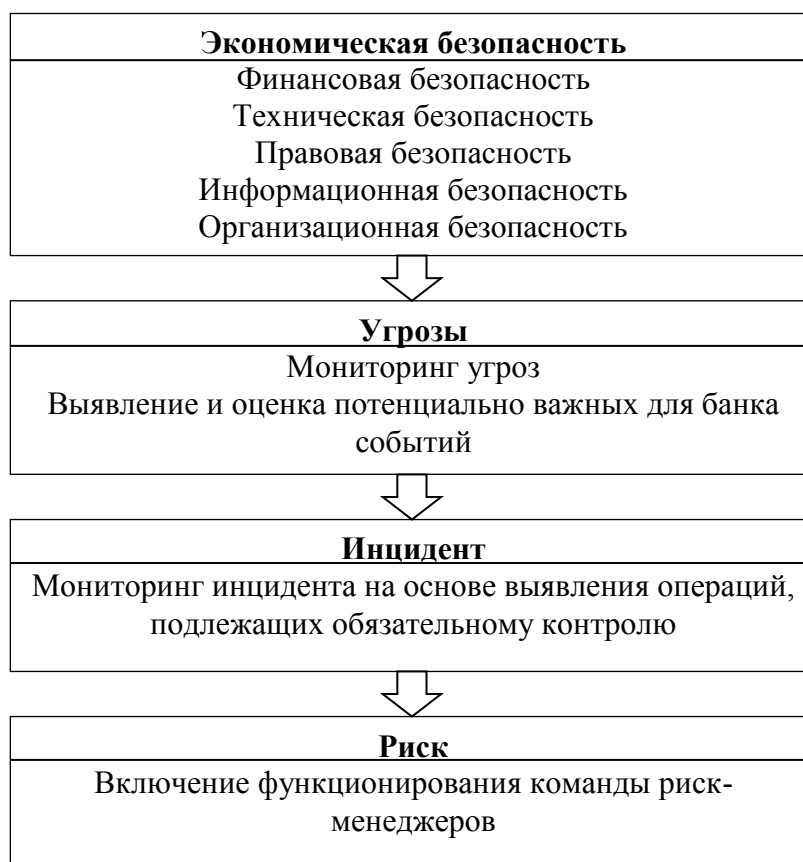 Экономическая безопасность
Финансовая безопасность
Техническая безопасность
Правовая безопасность
Информационная безопасность
Организационная безопасность
Угрозы
Мониторинг угроз
Выявление и оценка потенциально важных для банка
событий
Инцидент
Мониторинг инцидента на основе выявления операций,
подлежащих обязательному контролю
Риск
Включение функционирования команды риск-
менеджеров